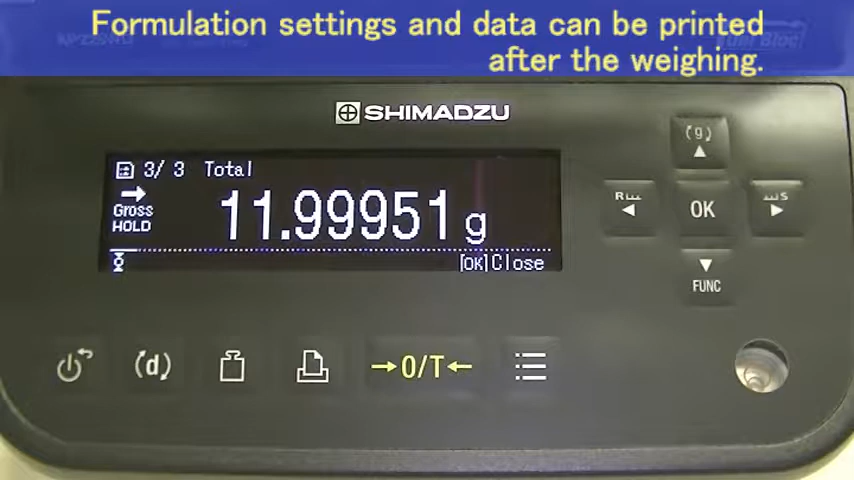 Formulation settings and data can be printed
after the weighing.
SHIMADZU
3/ 3 Total
Gross
HOLD
11.99951 g
[OK]Close
(g)
R
S
OK
FUNC
(d)
→0/T←